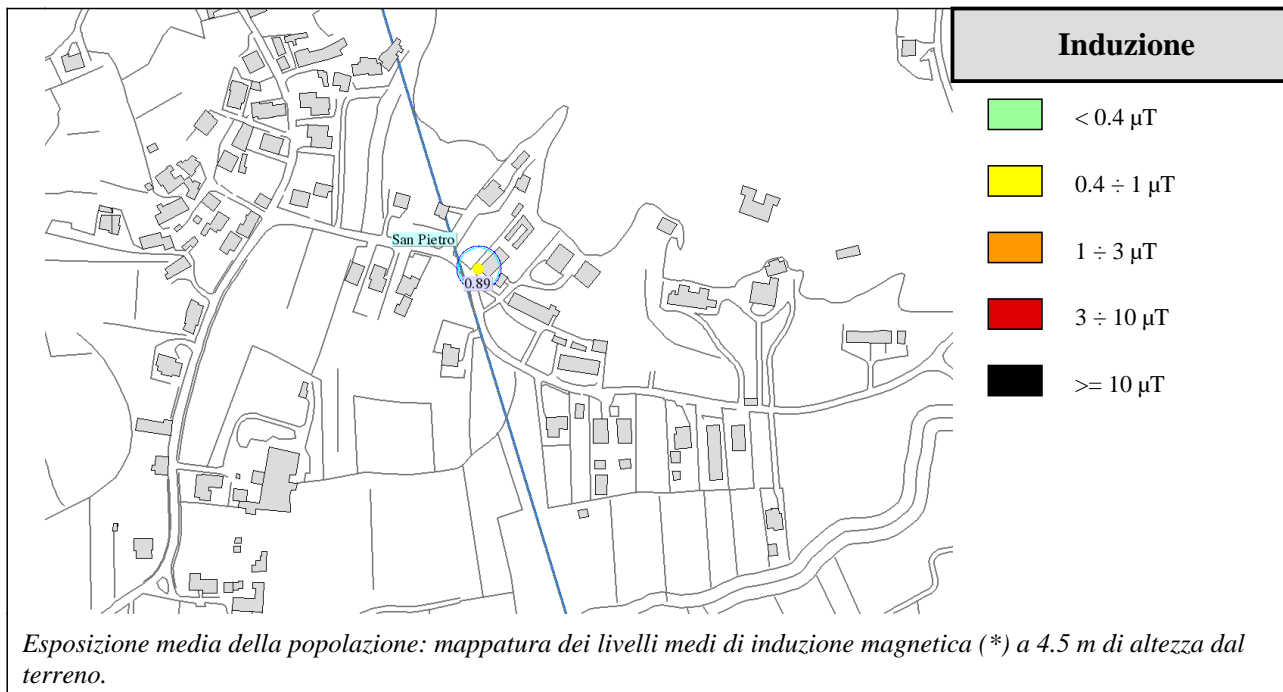 Induzione
< 0.4 µT
0.4 ÷ 1 µT
1 ÷ 3 µT
3 ÷ 10 µT
>= 10 µT
San Pietro
0.89
Esposizione media della popolazione: mappatura dei livelli medi di induzione magnetica (*) a 4.5 m di altezza dal
terreno.